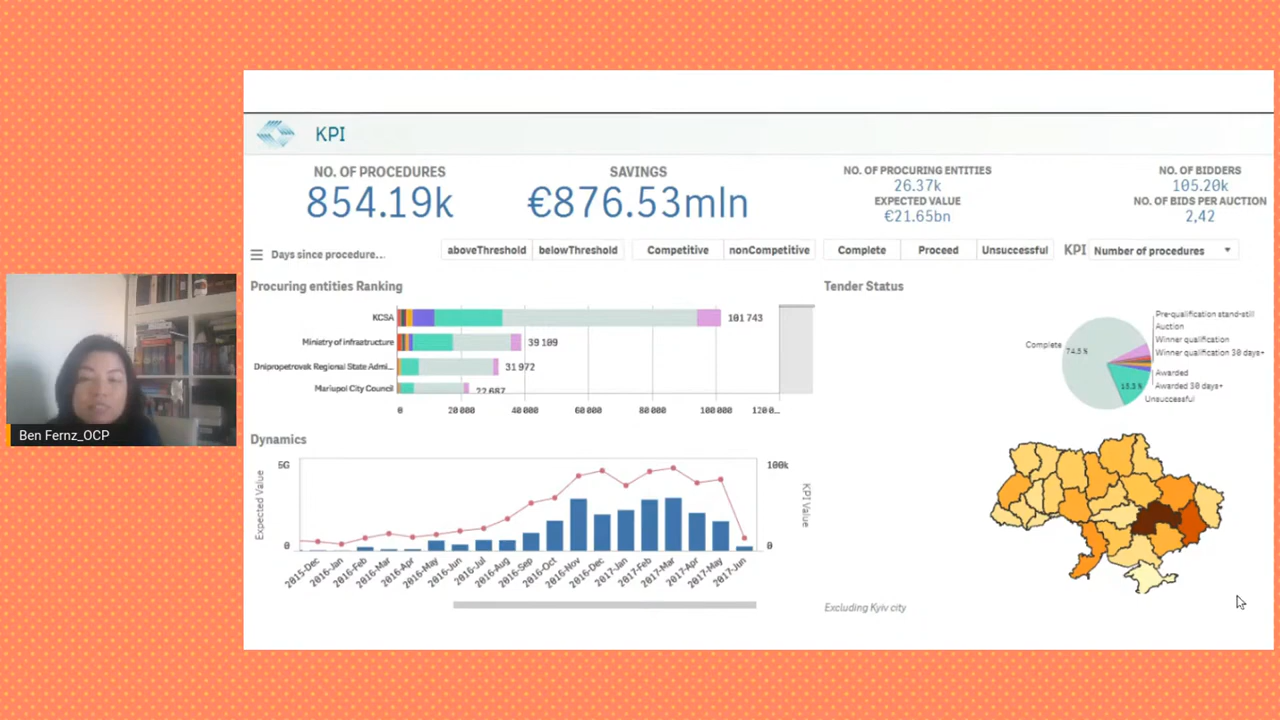 KPI
NO. OF PROCEDURES
854.19k
SAVINGS
€876.53mln
NO. OF PROCURING ENTITIES
26.37k
EXPECTED VALUE
€21.65bn
NO. OF BIDDERS
105.20k
NO. OF BIDS PER AUCTION
2,42
Days since procedure...
aboveThreshold
belowThreshold
Competitive
nonCompetitive
Complete
Proceed
Unsuccessful
KPI
Number of procedures
Procuring entities Ranking
KCSA
101 743
Ministry of infraatructure
39 109
Dnipropetrovsk Regional State Admi...
31 972
Mariupol City Council
22 687
0
20 000
40 000
60 000
80 000
100 000
120 0...
Tender Status
Complete
74,5 %
15,3 %
Pre-qualification stand-still
Auction
Winner qualification
Winner qualification 30 days+
Awarded
Awarded 30 days+
Unsuccessful
Dynamics
Expected Value
5G
0
100k
0
KPI Value
2015-Dec
2016-Jan
2016-Feb
2016-Mar
2016-Apr
2016-May
2016-Jun
2016-Jul
2016-Aug
2016-Sep
2016-Oct
2016-Nov
2016-Dec
2017-Jan
2017-Feb
2017-Mar
2017-Apr
2017-May
2017-Jun
Excluding Kyiv city
Ben Fernz_OCP